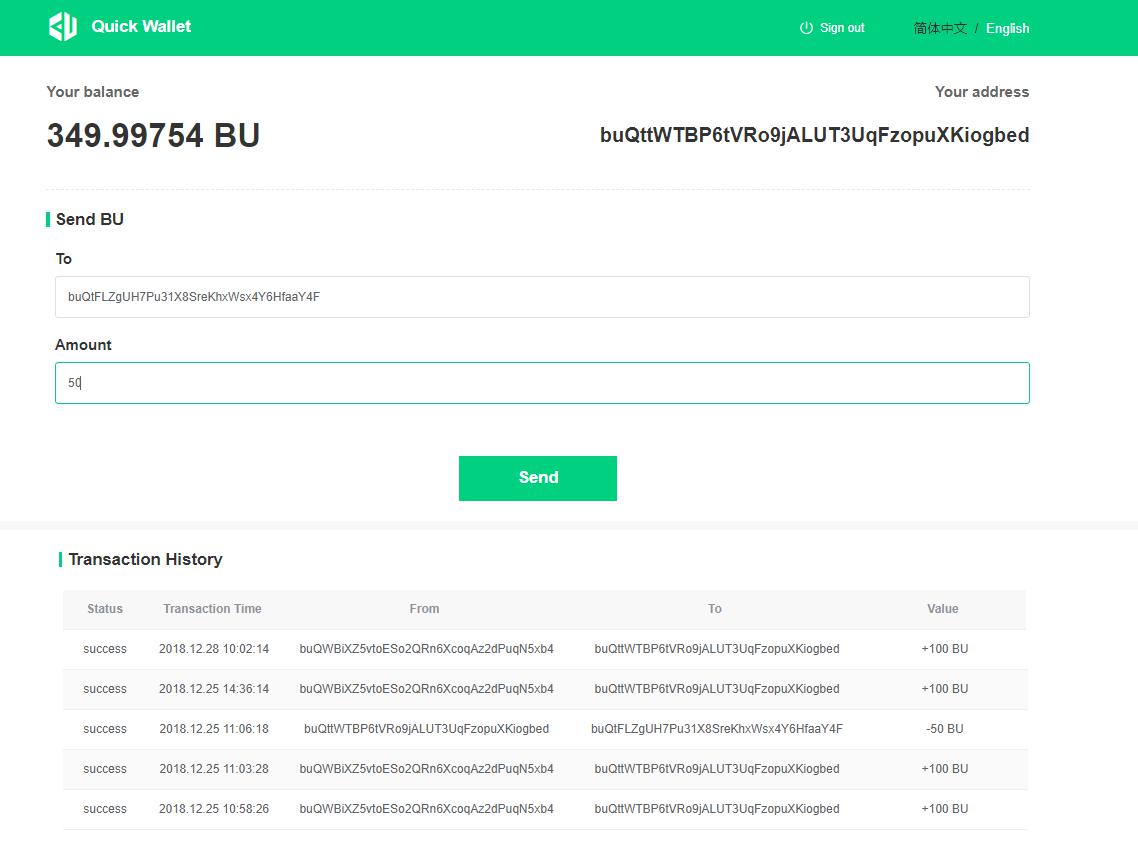 Quick Wallet Sign out 简体中文 / English
Your balance Your address
349.99754 BU buQttWTBP6tVRo9jALUT3UqFzopuXKiogbed
Send BU
To
buQtFLZgUH7Pu31X8SreKhxWsx4Y6HfaaY4F
Amount
50
Send
Transaction History
Status Transaction Time From To Value
success 2018.12.28 10:02:14 buQWBiXZ5vtoESo2QRn6XcoqAz2dPuqN5xb4 buQttWTBP6tVRo9jALUT3UqFzopuXKiogbed +100 BU
success 2018.12.25 14:36:14 buQWBiXZ5vtoESo2QRn6XcoqAz2dPuqN5xb4 buQttWTBP6tVRo9jALUT3UqFzopuXKiogbed +100 BU
success 2018.12.25 11:06:18 buQttWTBP6tVRo9jALUT3UqFzopuXKiogbed buQtFLZgUH7Pu31X8SreKhxWsx4Y6HfaaY4F -50 BU
success 2018.12.25 11:03:28 buQWBiXZ5vtoESo2QRn6XcoqAz2dPuqN5xb4 buQttWTBP6tVRo9jALUT3UqFzopuXKiogbed +100 BU
success 2018.12.25 10:58:26 buQWBiXZ5vtoESo2QRn6XcoqAz2dPuqN5xb4 buQttWTBP6tVRo9jALUT3UqFzopuXKiogbed +100 BU